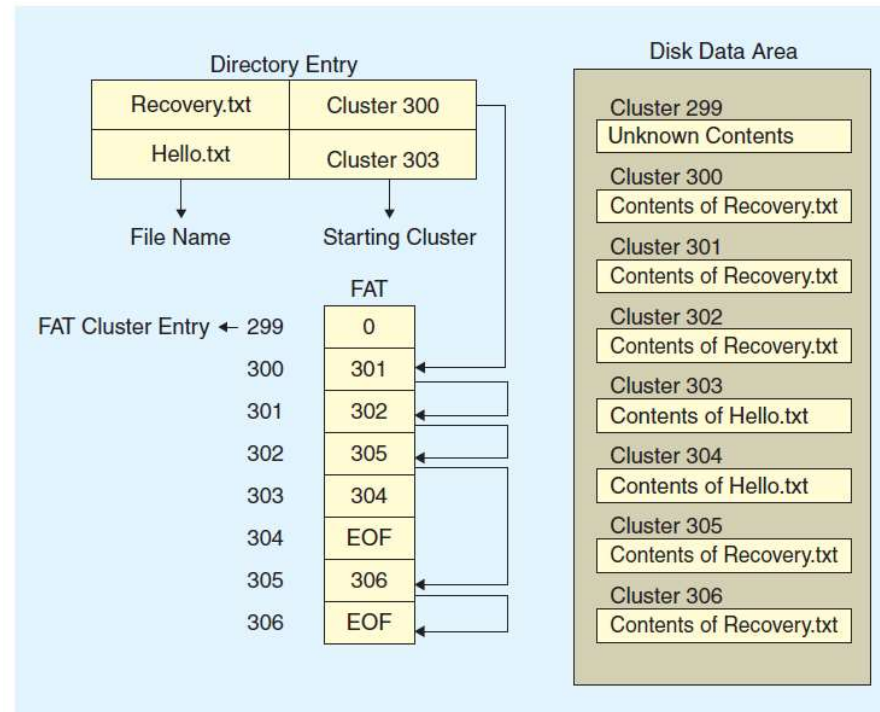 Directory Entry
Recovery.txt Cluster 300
Hello.txt Cluster 303
File Name Starting Cluster
FAT
FAT Cluster Entry ← 299 0
300 301
301 302
302 305
303 304
304 EOF
305 306
306 EOF
Disk Data Area
Cluster 299
Unknown Contents
Cluster 300
Contents of Recovery.txt
Cluster 301
Contents of Recovery.txt
Cluster 302
Contents of Recovery.txt
Cluster 303
Contents of Hello.txt
Cluster 304
Contents of Hello.txt
Cluster 305
Contents of Recovery.txt
Cluster 306
Contents of Recovery.txt